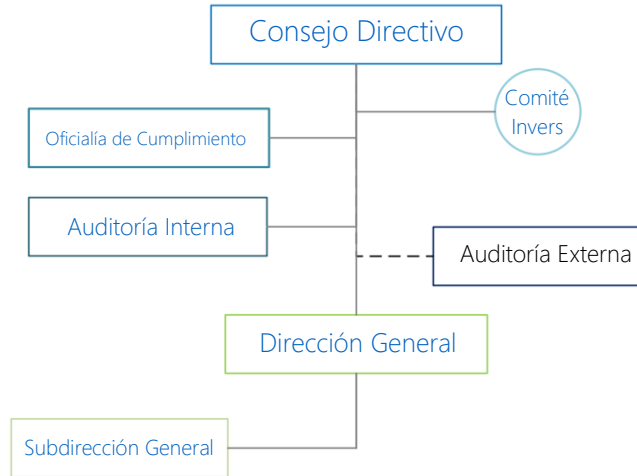 Consejo Directivo
Comité
Invers
Oficialía de Cumplimiento
Auditoría Interna
Auditoría Externa
Dirección General
Subdirección General